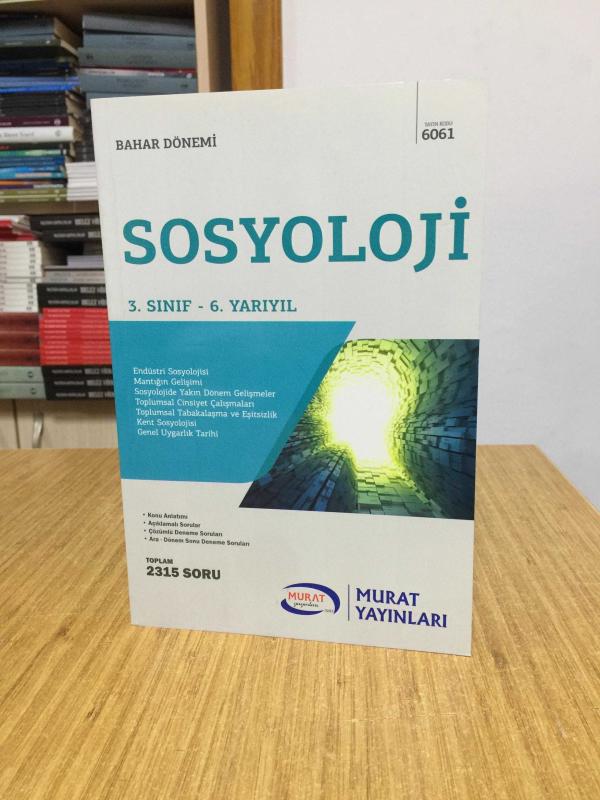 BAHAR DÖNEMİ
YAYIN KODU
6061
SOSYOLOJİ
3. SINIF - 6. YARIYIL
Endüstri Sosyolojisi
Mantığın Gelişimi
Sosyolojide Yakın Dönem Gelişmeler
Toplumsal Cinsiyet Çalışmaları
Toplumsal Tabakalaşma ve Eşitsizlik
Kent Sosyolojisi
Genel Uygarlık Tarihi
• Konu Anlatımı
• Açıklamalı Sorular
• Çözümlü Deneme Soruları
• Ara - Dönem Sonu Deneme Soruları
TOPLAM
2315 SORU
MURAT
yayınları
MURAT
YAYINLARI